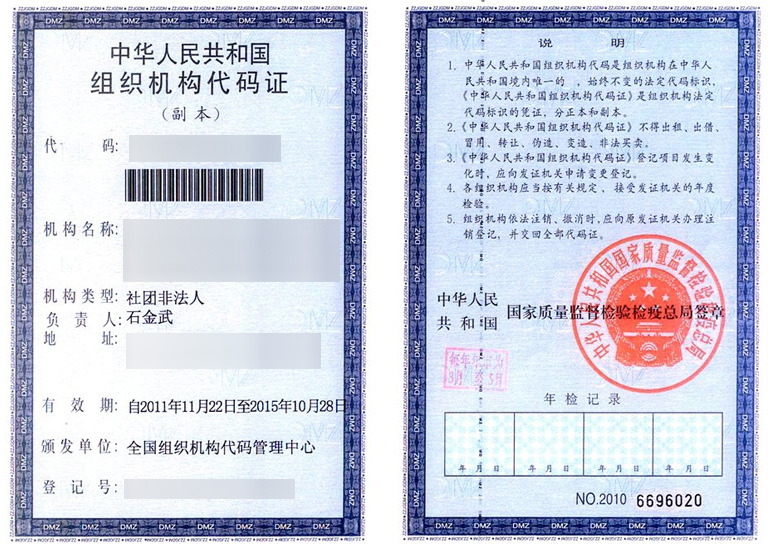 中华人民共和国
组织机构代码证
(副本)
代 码:
机构名称:
机构类型: 社团非法人
负责人: 石金武
地 址:
有效期: 自2011年11月22日至2015年10月28日
颁发单位: 全国组织机构代码管理中心
登记号:
说 明
1. 中华人民共和国组织机构代码是组织机构在中华人
民共和国境内唯一的 、始终不变的法定代码标识,
《中华人民共和国组织机构代码证》是组织机构法定
代码标识的凭证,分正本和副本。
2.《中华人民共和国组织机构代码证》不得出租、出借、
冒用、转让、伪造、变造、非法买卖。
3.《中华人民共和国组织机构代码证》登记项目发生变
化时,应向发证机关申请变更登记。
4. 各组织机构应当按有关规定,接受发证机关的年度
检验。
5. 组织机构依法注销、撤消时,应向原发证机关办理注
销登记,并交回全部代码证。
中华人民
共和国
国家质量监督检验检疫总局签章
中华人民共和国国家质量监督检验检疫总局
年检记录
年 月 日 年 月 日 年 月 日 年 月 日
NO.2010 6696020